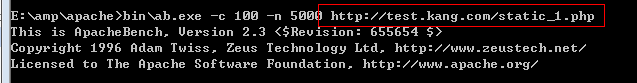 E:\amp\apache>bin\ab.exe -c 100 -n 5000 http://test.kang.com/static_1.php
This is ApacheBench, Version 2.3 <$Revision: 655654 $>
Copyright 1996 Adam Twiss, Zeus Technology Ltd, http://www.zeustech.net/
Licensed to The Apache Software Foundation, http://www.apache.org/